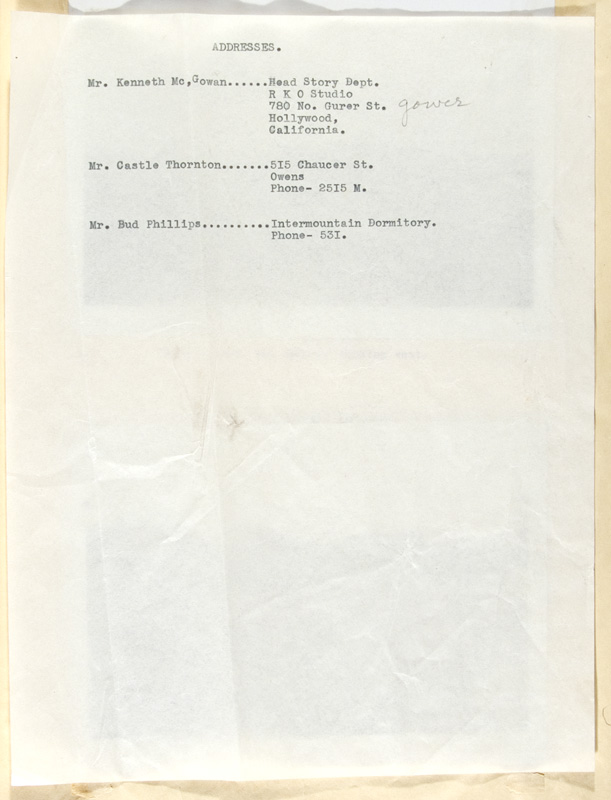 ADDRESSES.
Mr. Kenneth Mc,Gowan......Head Story Dept.
R K O Studio
780 No. Gurer St. gower
Hollywood,
California.
Mr. Castle Thornton.......515 Chaucer St.
Owens
Phone- 2515 M.
Mr. Bud Phillips..........Intermountain Dormitory.
Phone- 531.